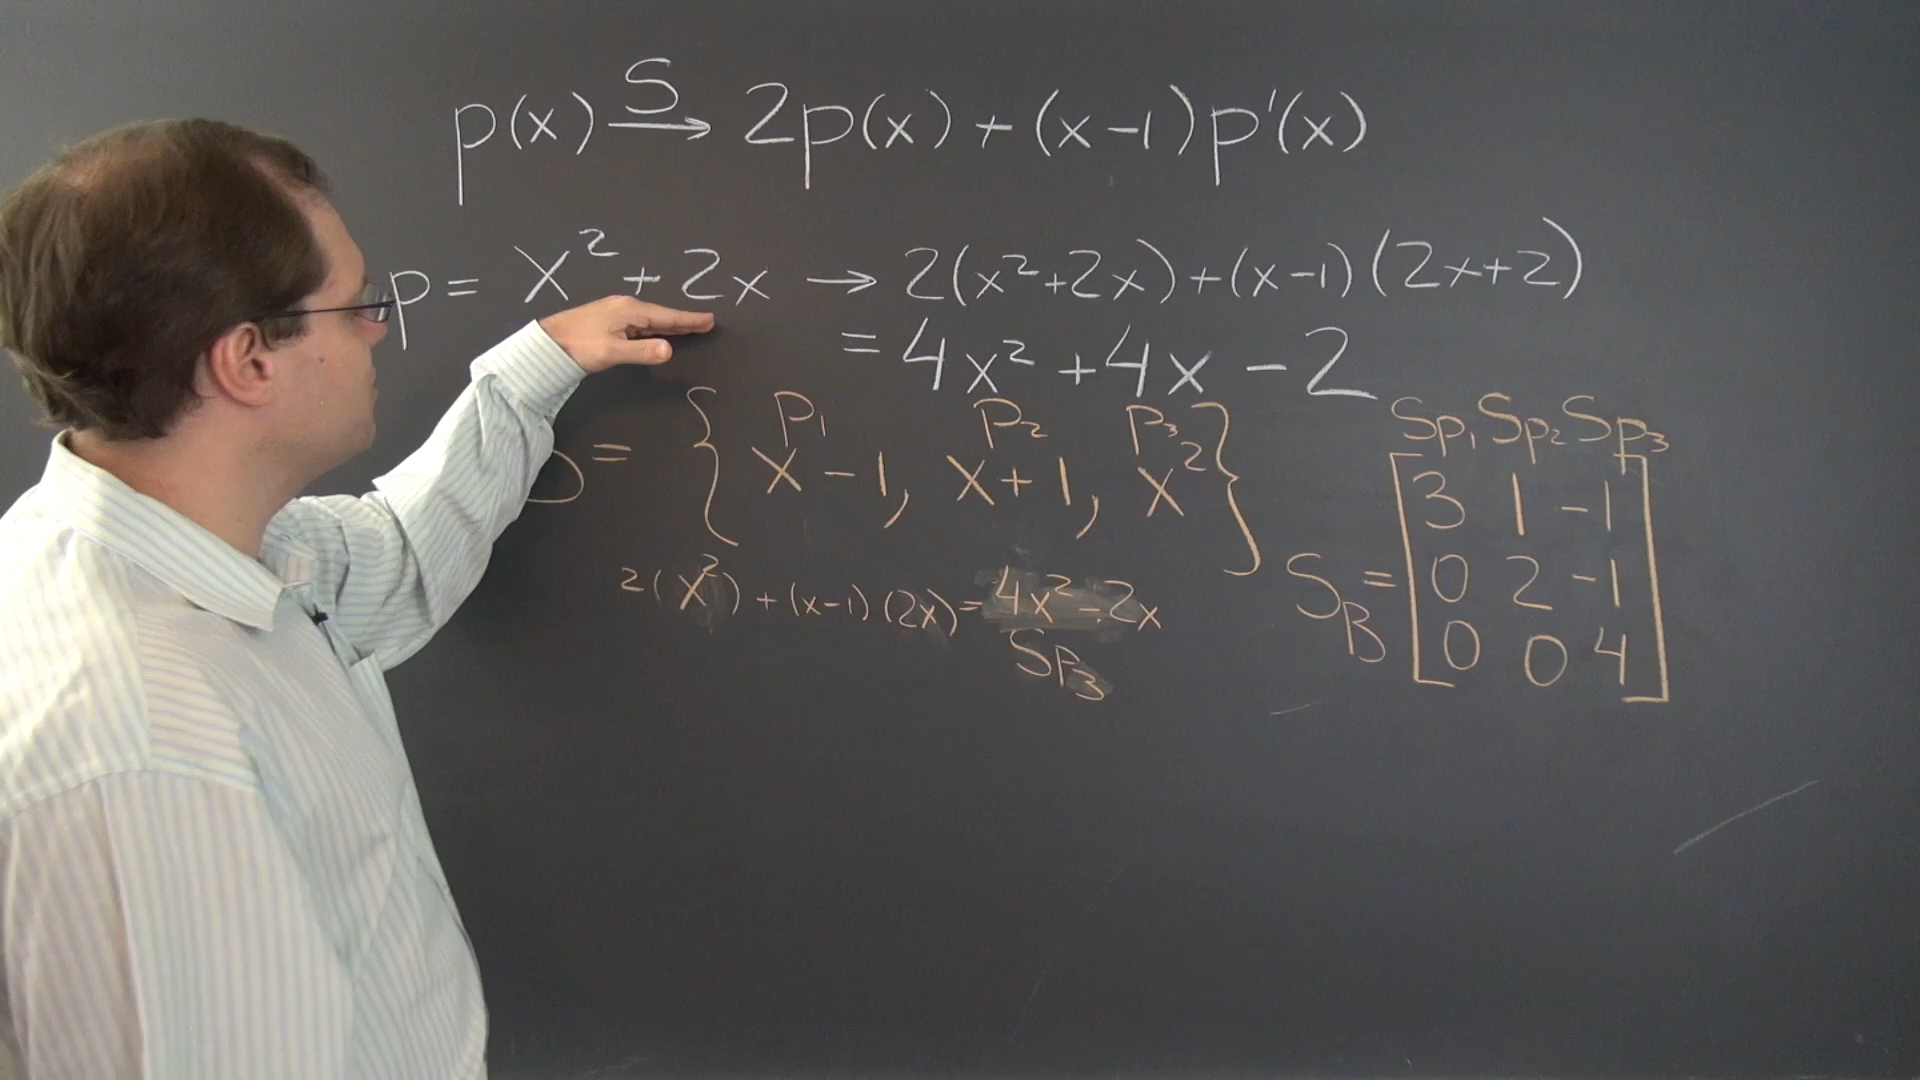 p(x) S→ 2p(x) + (x-1)p'(x)
p = x² + 2x → 2(x²+2x)+(x-1)(2x+2)
= 4x² + 4x - 2
p₁ p₂ p₃
= { x-1, x+1, x² }
2(x²) + (x-1)(2x) = 4x² - 2x
Sp₃
Sp₁ Sp₂ Sp₃
3 1 -1
S_B = 0 2 -1
0 0 4